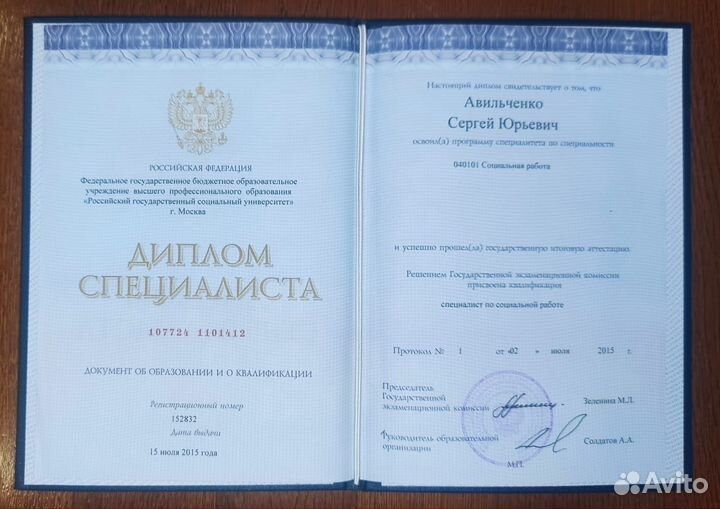 РОССИЙСКАЯ ФЕДЕРАЦИЯ
Федеральное государственное бюджетное образовательное
учреждение высшего профессионального образования
«Российский государственный социальный университет»
г. Москва
ДИПЛОМ
СПЕЦИАЛИСТА
107724 1101412
ДОКУМЕНТ ОБ ОБРАЗОВАНИИ И О КВАЛИФИКАЦИИ
Регистрационный номер
152832
Дата выдачи
15 июля 2015 года
Настоящий диплом свидетельствует о том, что
Авильченко
Сергей Юрьевич
освоил(а) программу специалитета по специальности
040101 Социальная работа
и успешно прошел(ла) государственную итоговую аттестацию
Решением Государственной экзаменационной комиссии
присвоена квалификация
специалист по социальной работе
Протокол № 1 от «02 » июля 2015 г.
Председатель
Государственной
экзаменационной комиссии Зеленина М.Л.
Руководитель образовательной
организации Солдатов А.А.
М.П.
Avito